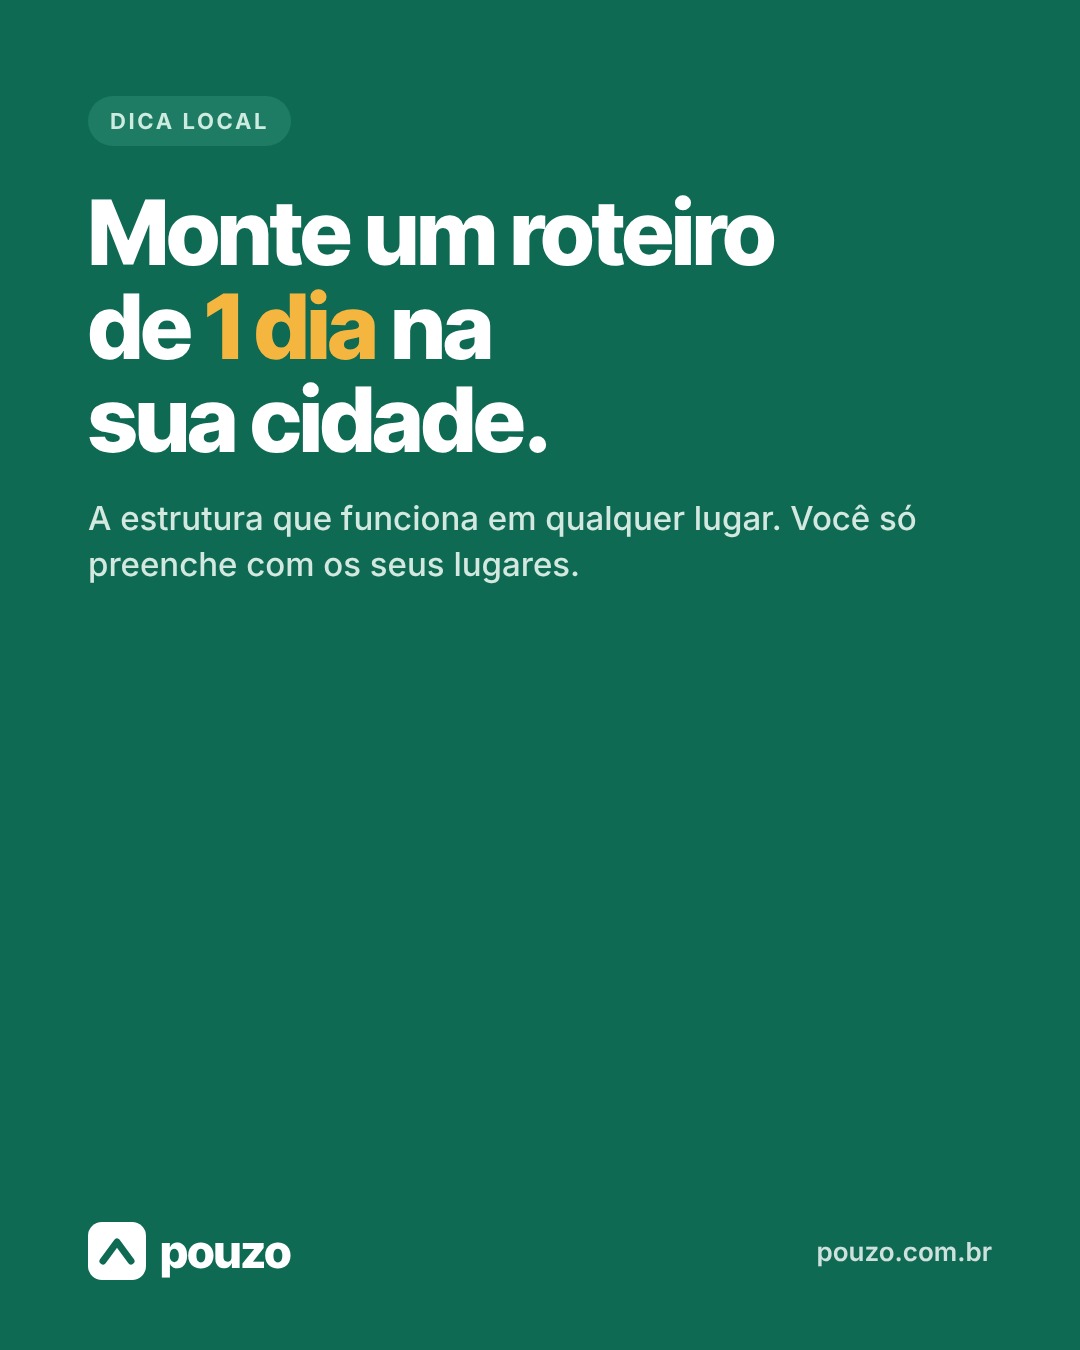 DICA LOCAL
Monte um roteiro
de 1 dia na
sua cidade.
A estrutura que funciona em qualquer lugar. Você só
preenche com os seus lugares.
pouzo
pouzo.com.br